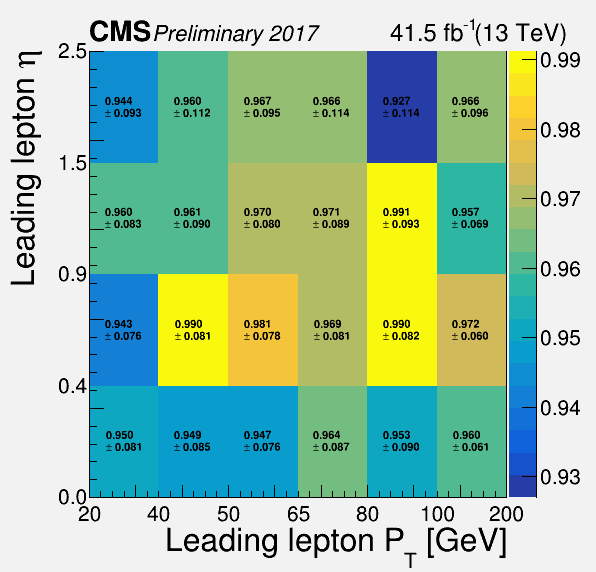 CMS Preliminary 2017 41.5 fb⁻¹(13 TeV)
Leading lepton η
2.5
1.5
0.9
0.4
0.0
0.944 0.960 0.967 0.966 0.927 0.966
± 0.093 ± 0.112 ± 0.095 ± 0.114 ± 0.114 ± 0.096
0.960 0.961 0.970 0.971 0.991 0.957
± 0.083 ± 0.090 ± 0.080 ± 0.089 ± 0.093 ± 0.069
0.943 0.990 0.981 0.969 0.990 0.972
± 0.076 ± 0.081 ± 0.078 ± 0.081 ± 0.082 ± 0.060
0.950 0.949 0.947 0.964 0.953 0.960
± 0.081 ± 0.085 ± 0.076 ± 0.087 ± 0.090 ± 0.061
20 40 50 65 80 100 200
Leading lepton P_T [GeV]
0.99
0.98
0.97
0.96
0.95
0.94
0.93